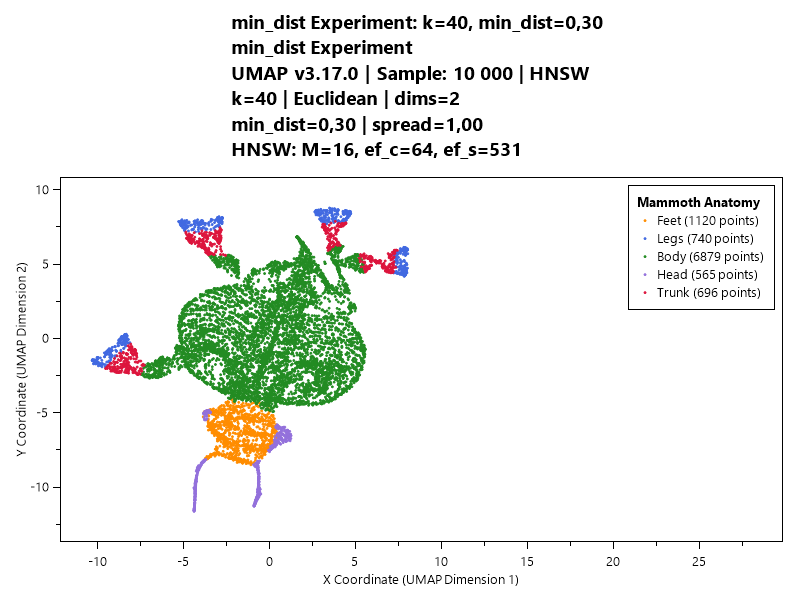 min_dist Experiment: k=40, min_dist=0,30
min_dist Experiment
UMAP v3.17.0 | Sample: 10 000 | HNSW
k=40 | Euclidean | dims=2
min_dist=0,30 | spread=1,00
HNSW: M=16, ef_c=64, ef_s=531
Mammoth Anatomy
Feet (1120 points)
Legs (740 points)
Body (6879 points)
Head (565 points)
Trunk (696 points)
Y Coordinate (UMAP Dimension 2)
10
5
0
-5
-10
-10
-5
0
5
10
15
20
25
X Coordinate (UMAP Dimension 1)